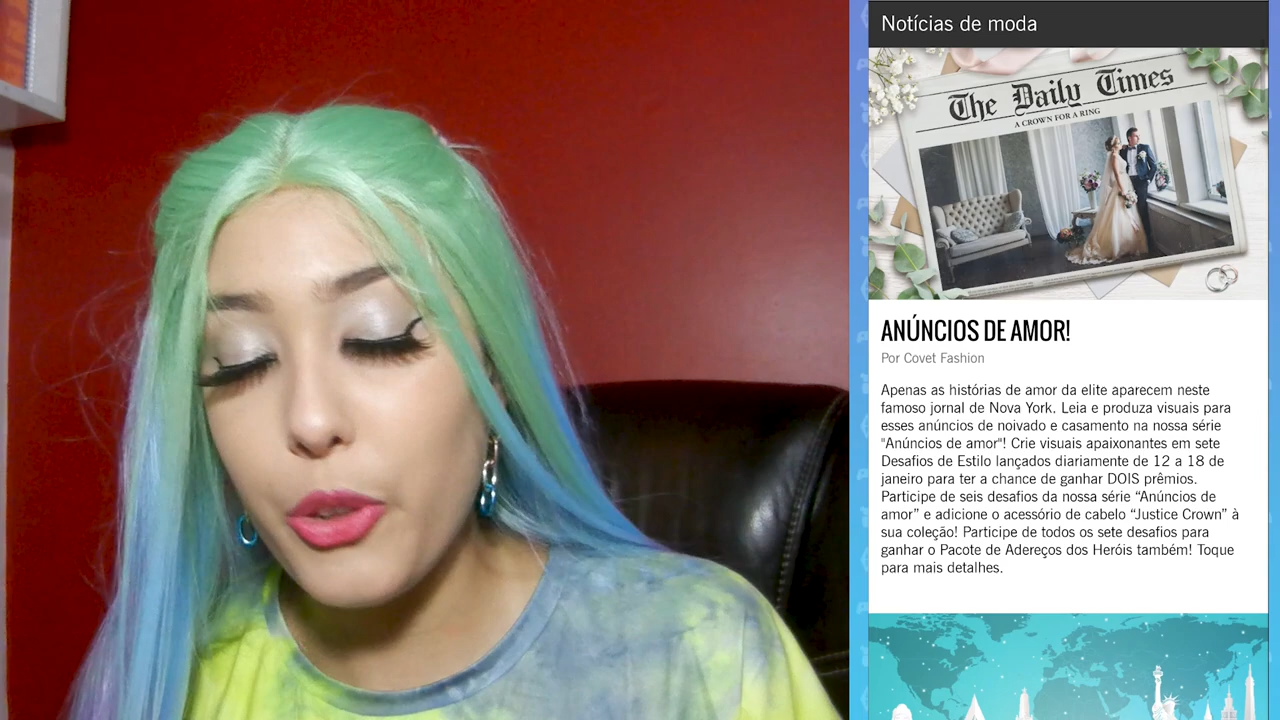 Notícias de moda
The Daily Times
A CROWN FOR A RING
ANÚNCIOS DE AMOR!
Por Covet Fashion
Apenas as histórias de amor da elite aparecem neste
famoso jornal de Nova York. Leia e produza visuais para
esses anúncios de noivado e casamento na nossa série
"Anúncios de amor"! Crie visuais apaixonantes em sete
Desafios de Estilo lançados diariamente de 12 a 18 de
janeiro para ter a chance de ganhar DOIS prêmios.
Participe de seis desafios da nossa série “Anúncios de
amor” e adicione o acessório de cabelo “Justice Crown” à
sua coleção! Participe de todos os sete desafios para
ganhar o Pacote de Adereços dos Heróis também! Toque
para mais detalhes.